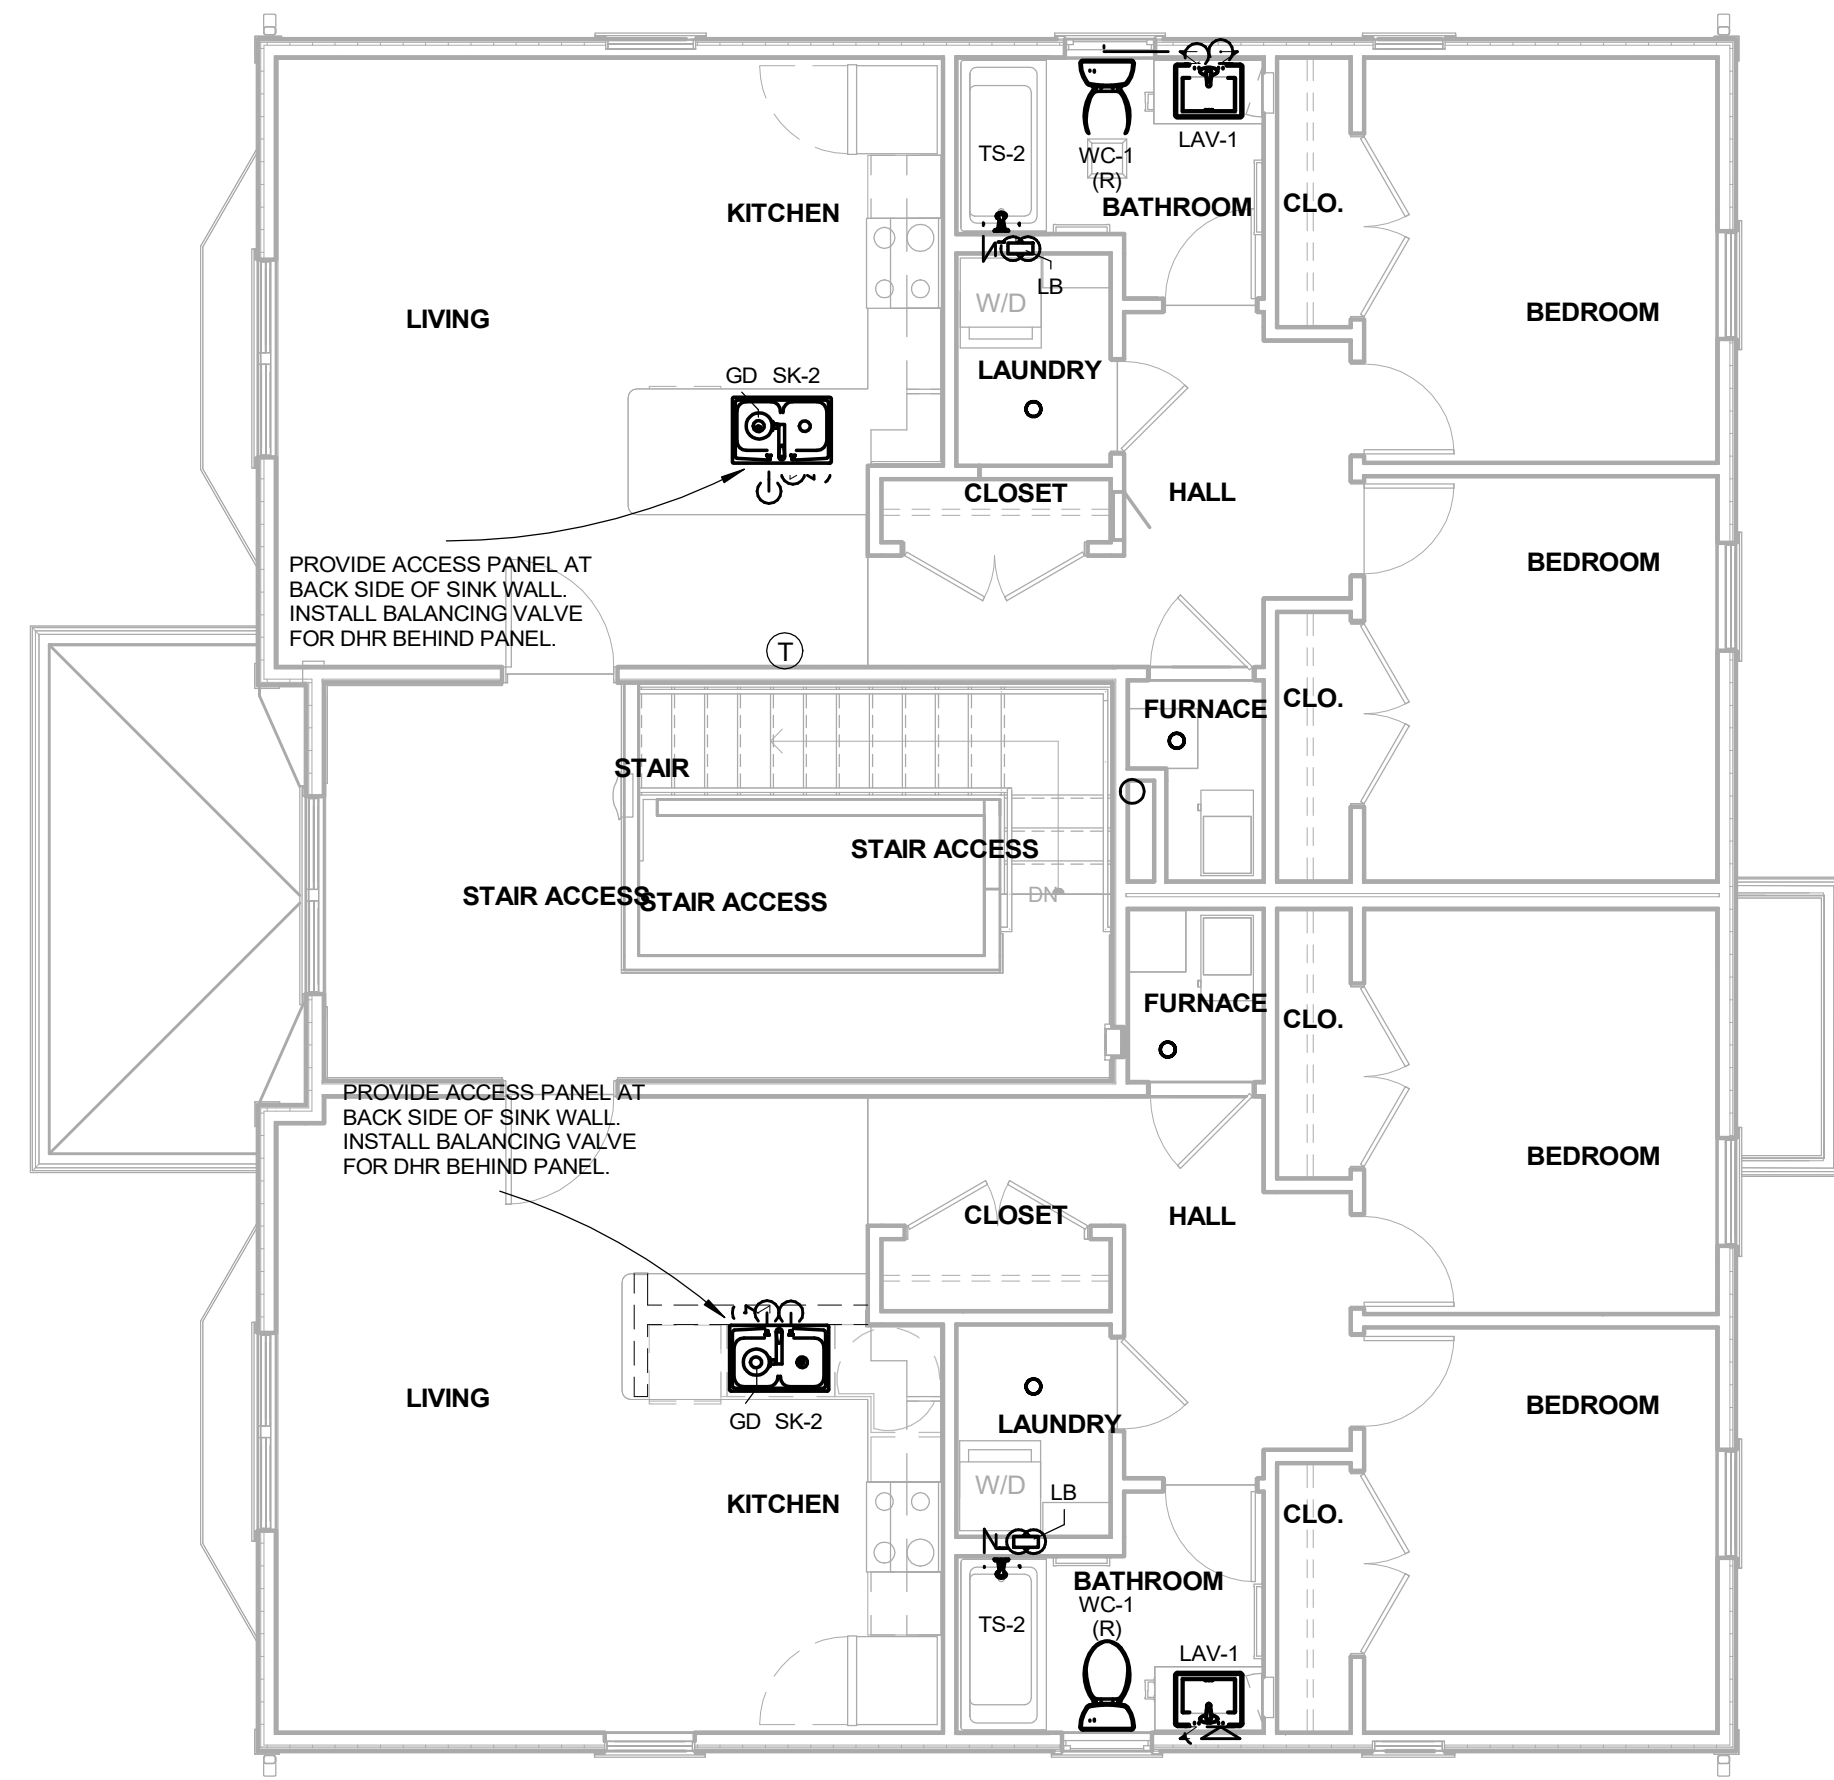 TS-2
WC-1
(R)
LAV-1
BATHROOM
CLO.
KITCHEN
LB
W/D
LIVING
BEDROOM
LAUNDRY
GD SK-2
CLOSET
HALL
PROVIDE ACCESS PANEL AT
BACK SIDE OF SINK WALL.
INSTALL BALANCING VALVE
FOR DHR BEHIND PANEL.
BEDROOM
T
FURNACE
CLO.
STAIR
STAIR ACCESS
STAIR ACCESS
STAIR ACCESS
DN
FURNACE
CLO.
PROVIDE ACCESS PANEL AT
BACK SIDE OF SINK WALL.
INSTALL BALANCING VALVE
FOR DHR BEHIND PANEL.
BEDROOM
CLOSET
HALL
LIVING
GD SK-2
LAUNDRY
BEDROOM
W/D
LB
KITCHEN
CLO.
BATHROOM
WC-1
(R)
TS-2
LAV-1